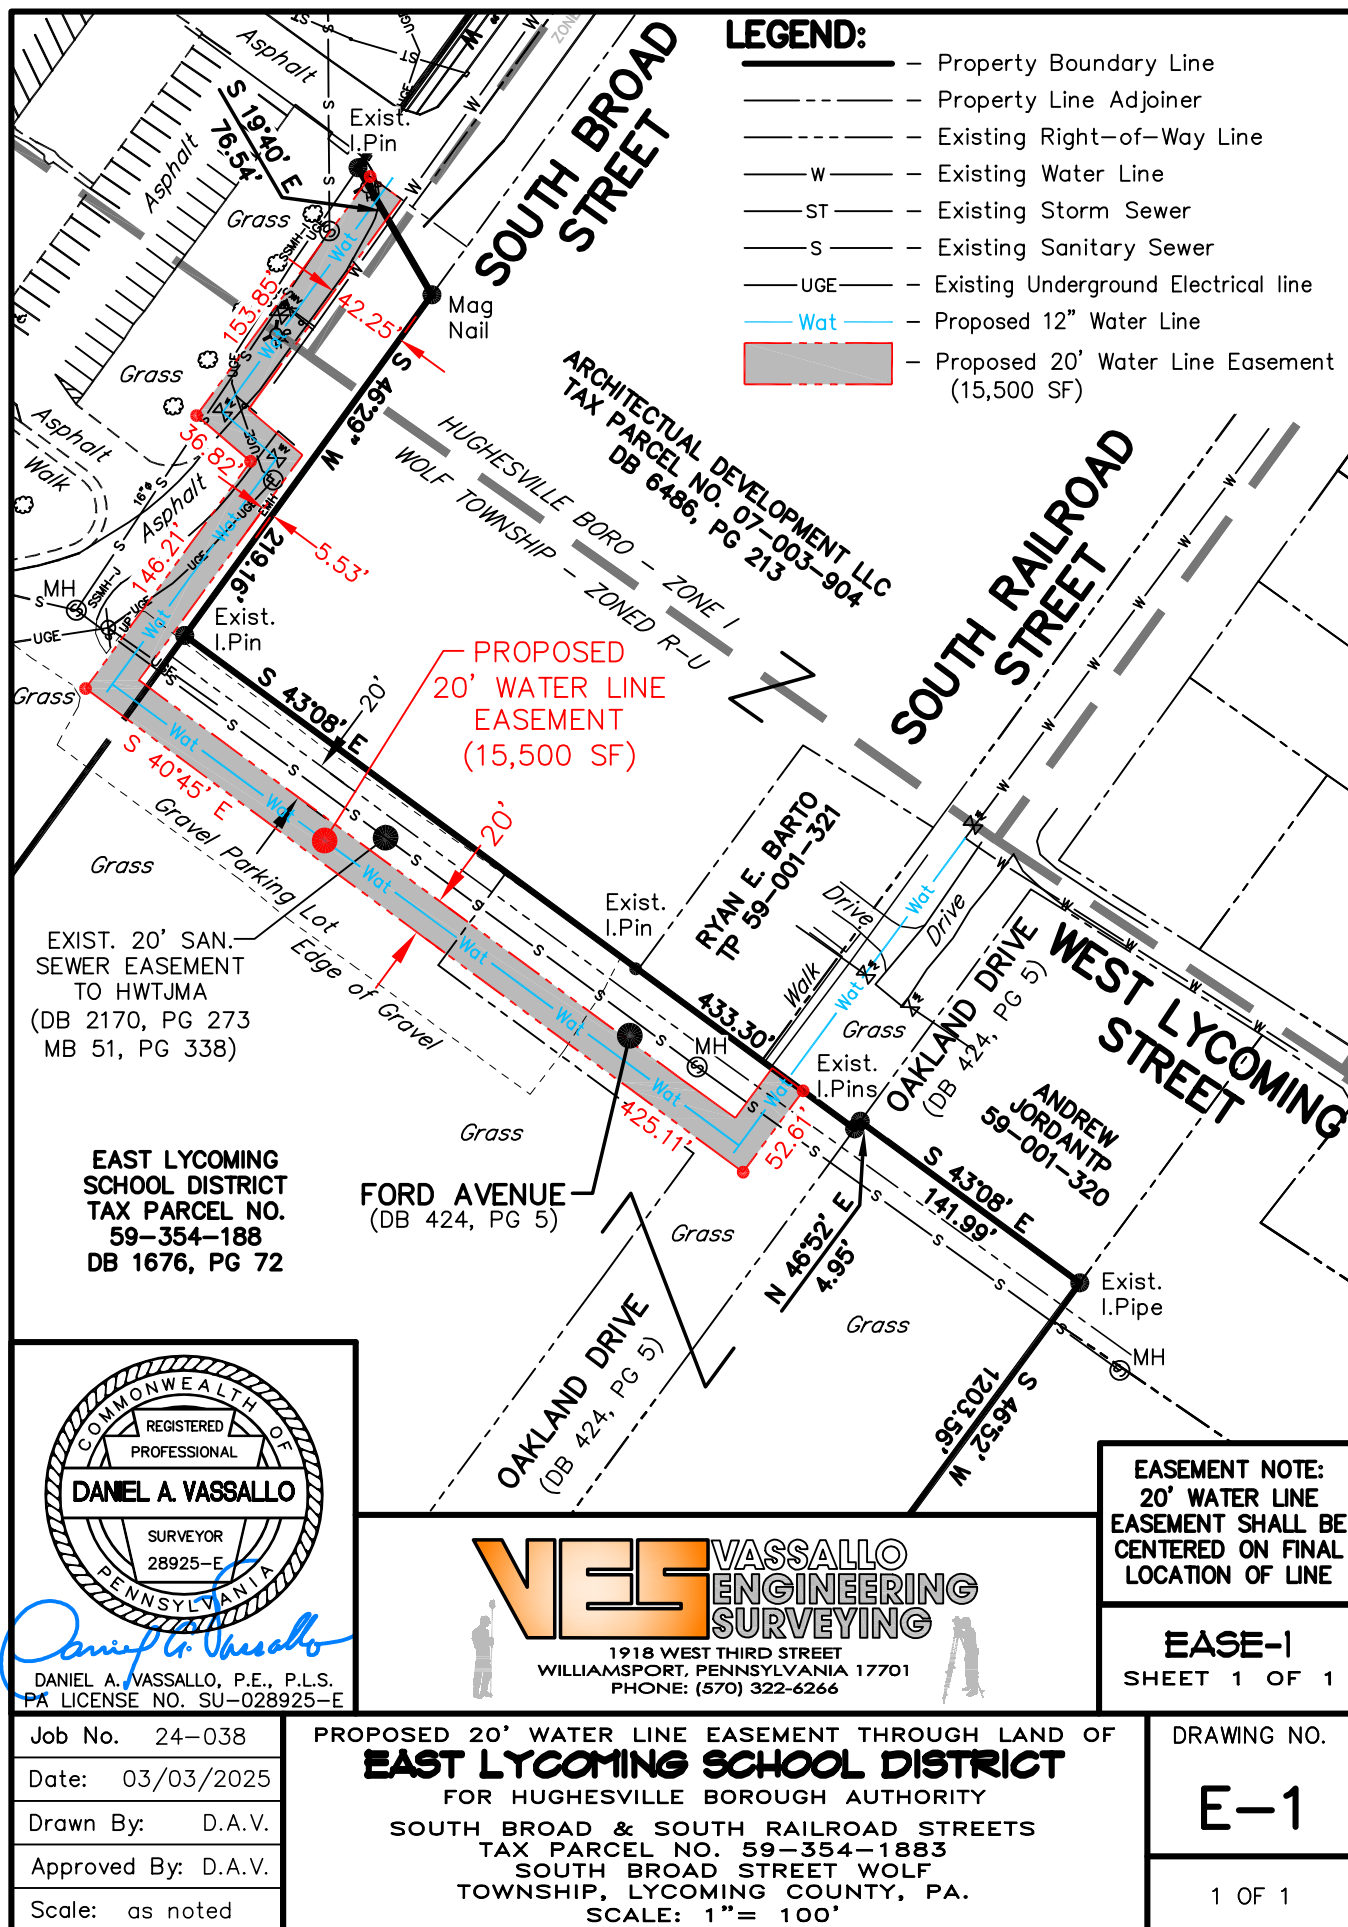 LEGEND:
Property Boundary Line
Property Line Adjoiner
Existing Right-of-Way Line
W
Existing Water Line
ST
Existing Storm Sewer
S
Existing Sanitary Sewer
UGE
Existing Underground Electrical line
Wat
Proposed 12" Water Line
Proposed 20' Water Line Easement
(15,500 SF)
SOUTH BROAD
STREET
Asphalt
Asphalt
Exist.
I.Pin
S 19°40' E
76.54'
Grass
153.85'
42.25'
Mag
Nail
S 46°29" W
219.16'
Grass
Asphalt
Walk
36.82'
16"ø
Asphalt
146.21'
5.53'
MH
SSMH-J
UP
UGE
EMH
Exist.
I.Pin
Grass
ARCHITECTUAL DEVELOPMENT LLC
TAX PARCEL NO. 07-003-904
DB 6486, PG 213
HUGHESVILLE BORO - ZONE I
WOLF TOWNSHIP - ZONED R-U
SOUTH RAILROAD
STREET
PROPOSED
20' WATER LINE
EASEMENT
(15,500 SF)
S 43°08' E
20'
S 40°45' E
20'
Gravel Parking Lot
Edge of Gravel
Grass
EXIST. 20' SAN.
SEWER EASEMENT
TO HWTJMA
(DB 2170, PG 273
MB 51, PG 338)
Exist.
I.Pin
RYAN E. BARTO
TP 59-001-321
Drive
Drive
Walk
433.30'
Grass
MH
Exist.
I.Pins
OAKLAND DRIVE
(DB 424, PG 5)
WEST LYCOMING
STREET
ANDREW
JORDANTP
59-001-320
425.11'
52.61'
Grass
EAST LYCOMING
SCHOOL DISTRICT
TAX PARCEL NO.
59-354-188
DB 1676, PG 72
FORD AVENUE
(DB 424, PG 5)
Grass
N 46°52' E
4.95'
S 43°08' E
141.99'
Grass
Exist.
I.Pipe
MH
OAKLAND DRIVE
(DB 424, PG 5)
S 46°52' W
1203.56'
COMMONWEALTH OF
REGISTERED
PROFESSIONAL
DANIEL A. VASSALLO
SURVEYOR
28925-E
PENNSYLVANIA
Daniel A. Vassallo
DANIEL A. VASSALLO, P.E., P.L.S.
PA LICENSE NO. SU-028925-E
VES VASSALLO
ENGINEERING
SURVEYING
1918 WEST THIRD STREET
WILLIAMSPORT, PENNSYLVANIA 17701
PHONE: (570) 322-6266
EASEMENT NOTE:
20' WATER LINE
EASEMENT SHALL BE
CENTERED ON FINAL
LOCATION OF LINE
EASE-1
SHEET 1 OF 1
Job No. 24-038
Date: 03/03/2025
Drawn By: D.A.V.
Approved By: D.A.V.
Scale: as noted
PROPOSED 20' WATER LINE EASEMENT THROUGH LAND OF
EAST LYCOMING SCHOOL DISTRICT
FOR HUGHESVILLE BOROUGH AUTHORITY
SOUTH BROAD & SOUTH RAILROAD STREETS
TAX PARCEL NO. 59-354-1883
SOUTH BROAD STREET WOLF
TOWNSHIP, LYCOMING COUNTY, PA.
SCALE: 1"= 100'
DRAWING NO.
E-1
1 OF 1